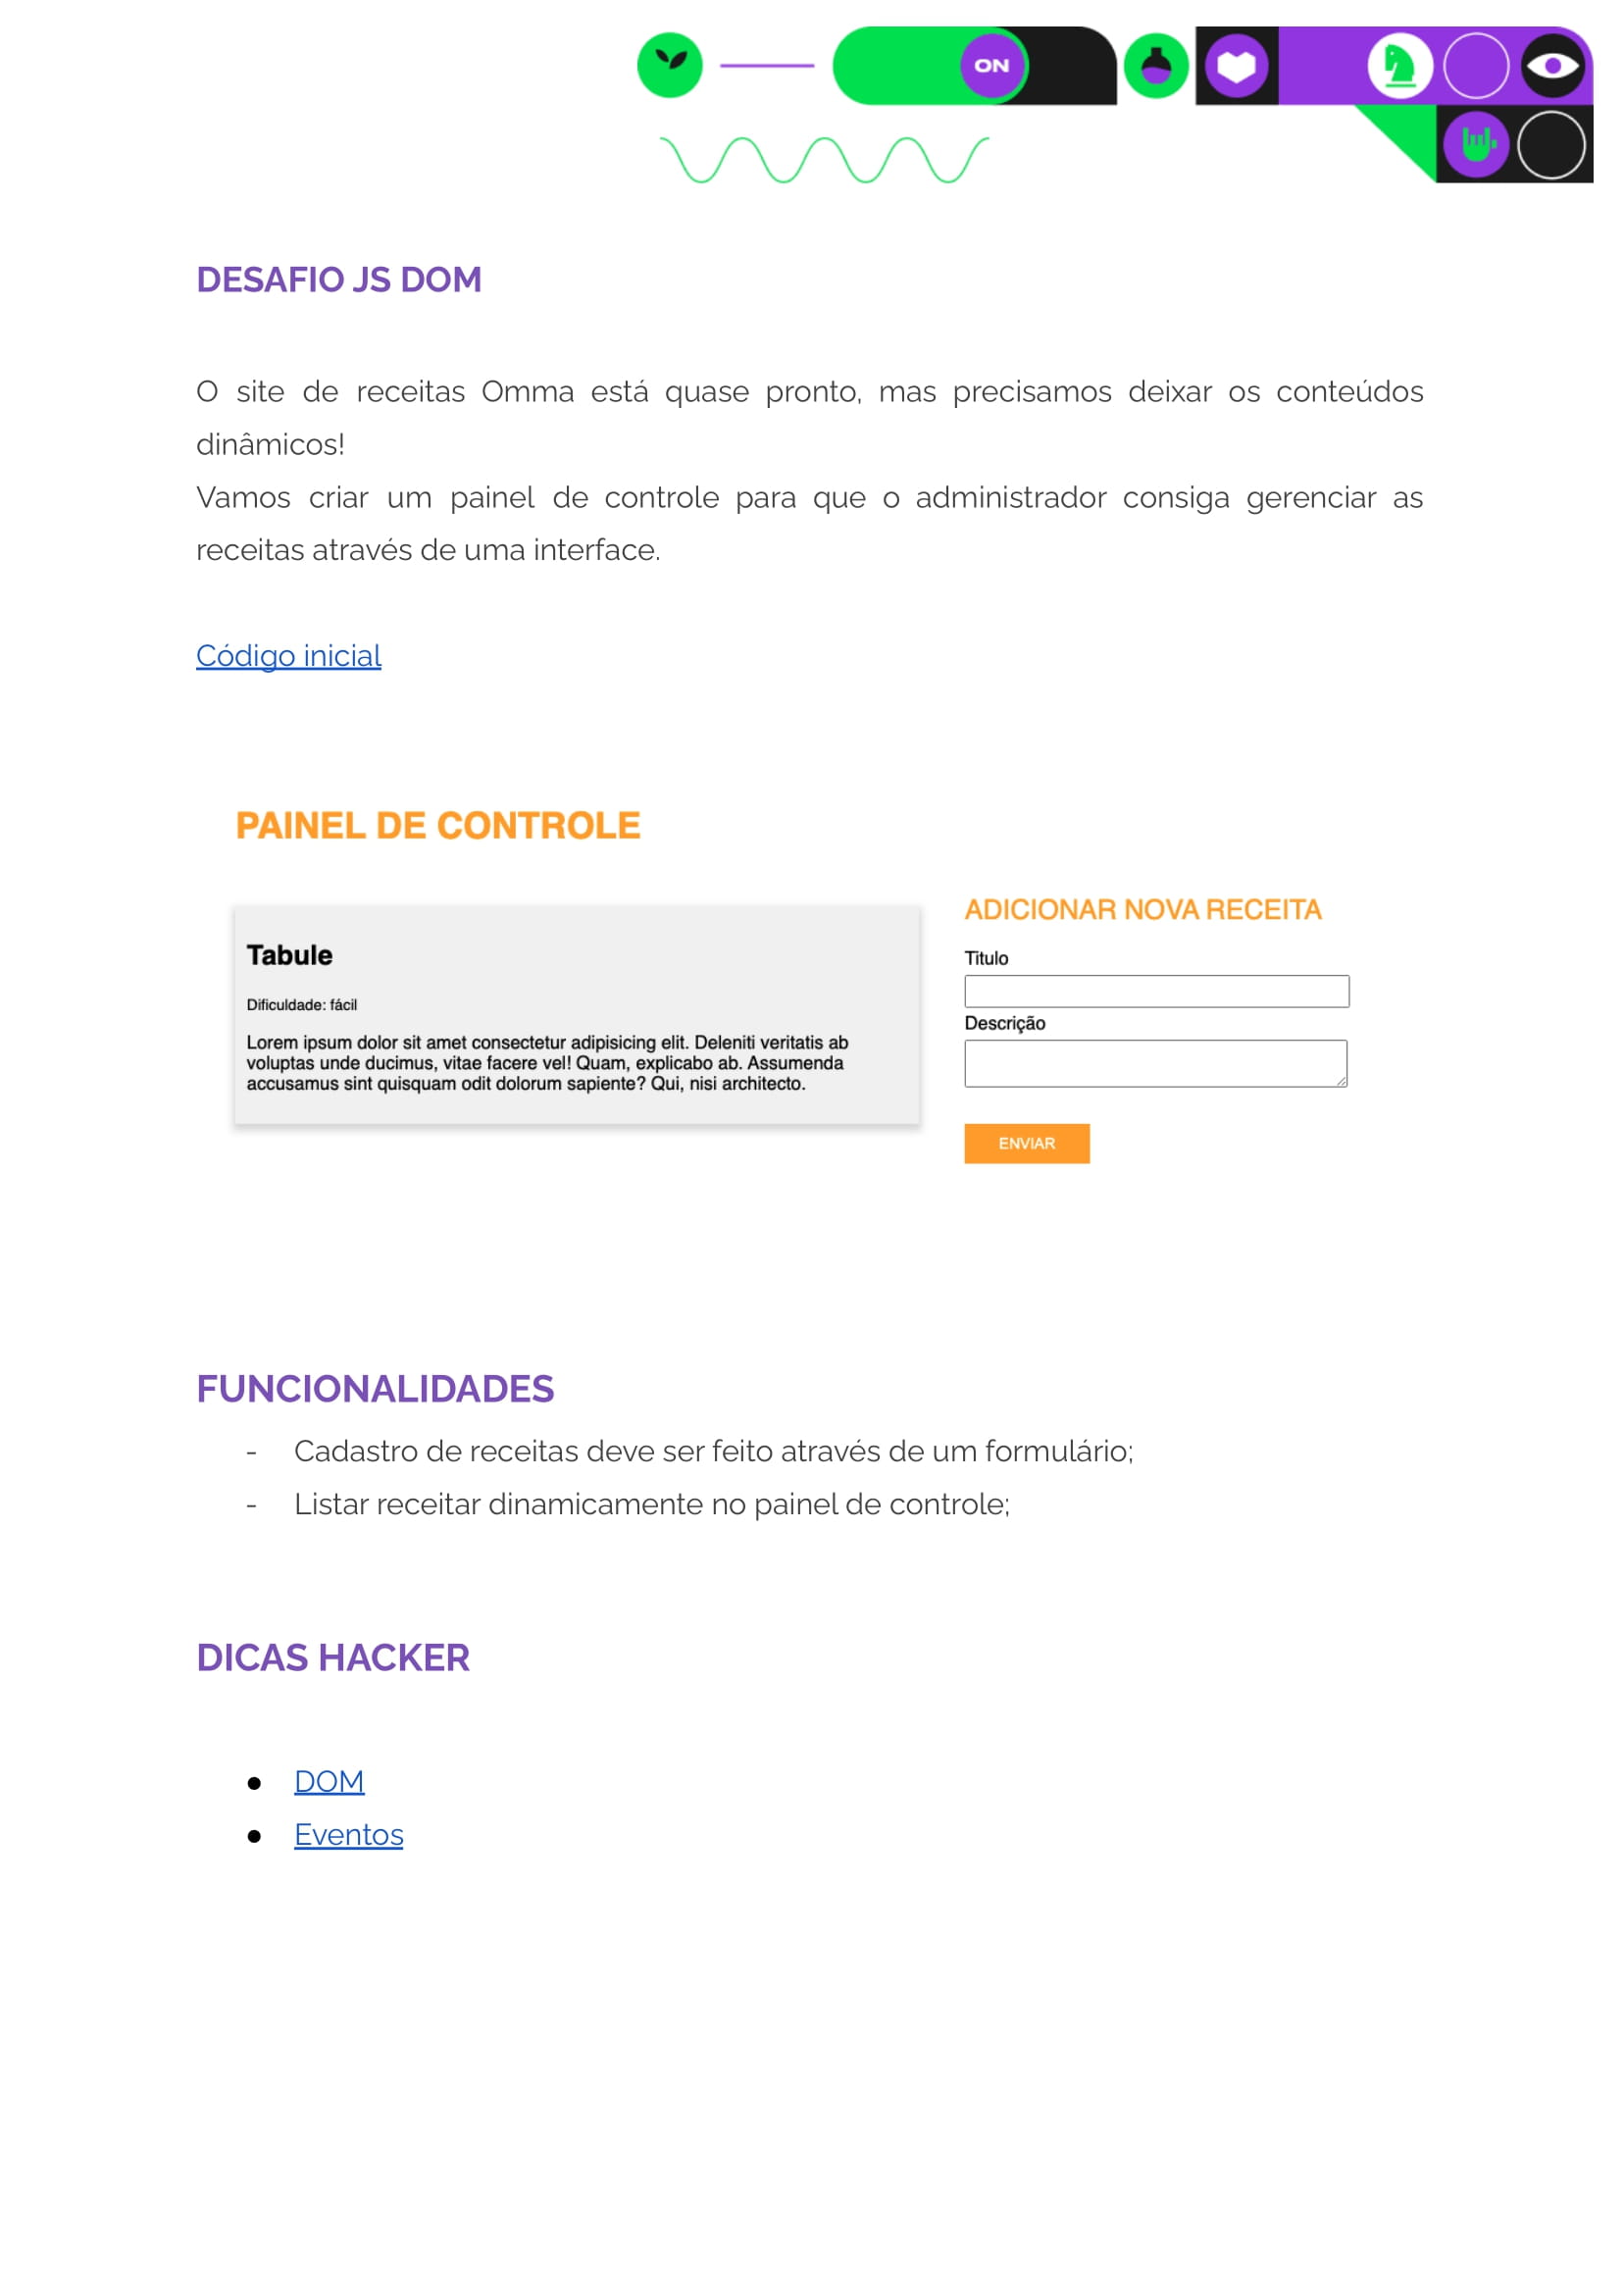 ON
DESAFIO JS DOM
O site de receitas Omma está quase pronto, mas precisamos deixar os conteúdos
dinâmicos!
Vamos criar um painel de controle para que o administrador consiga gerenciar as
receitas através de uma interface.
Código inicial
PAINEL DE CONTROLE
Tabule
Dificuldade: fácil
Lorem ipsum dolor sit amet consectetur adipisicing elit. Deleniti veritatis ab
voluptas unde ducimus, vitae facere vel! Quam, explicabo ab. Assumenda
accusamus sint quisquam odit dolorum sapiente? Qui, nisi architecto.
ADICIONAR NOVA RECEITA
Titulo
Descrição
ENVIAR
FUNCIONALIDADES
- Cadastro de receitas deve ser feito através de um formulário;
- Listar receitar dinamicamente no painel de controle;
DICAS HACKER
● DOM
● Eventos